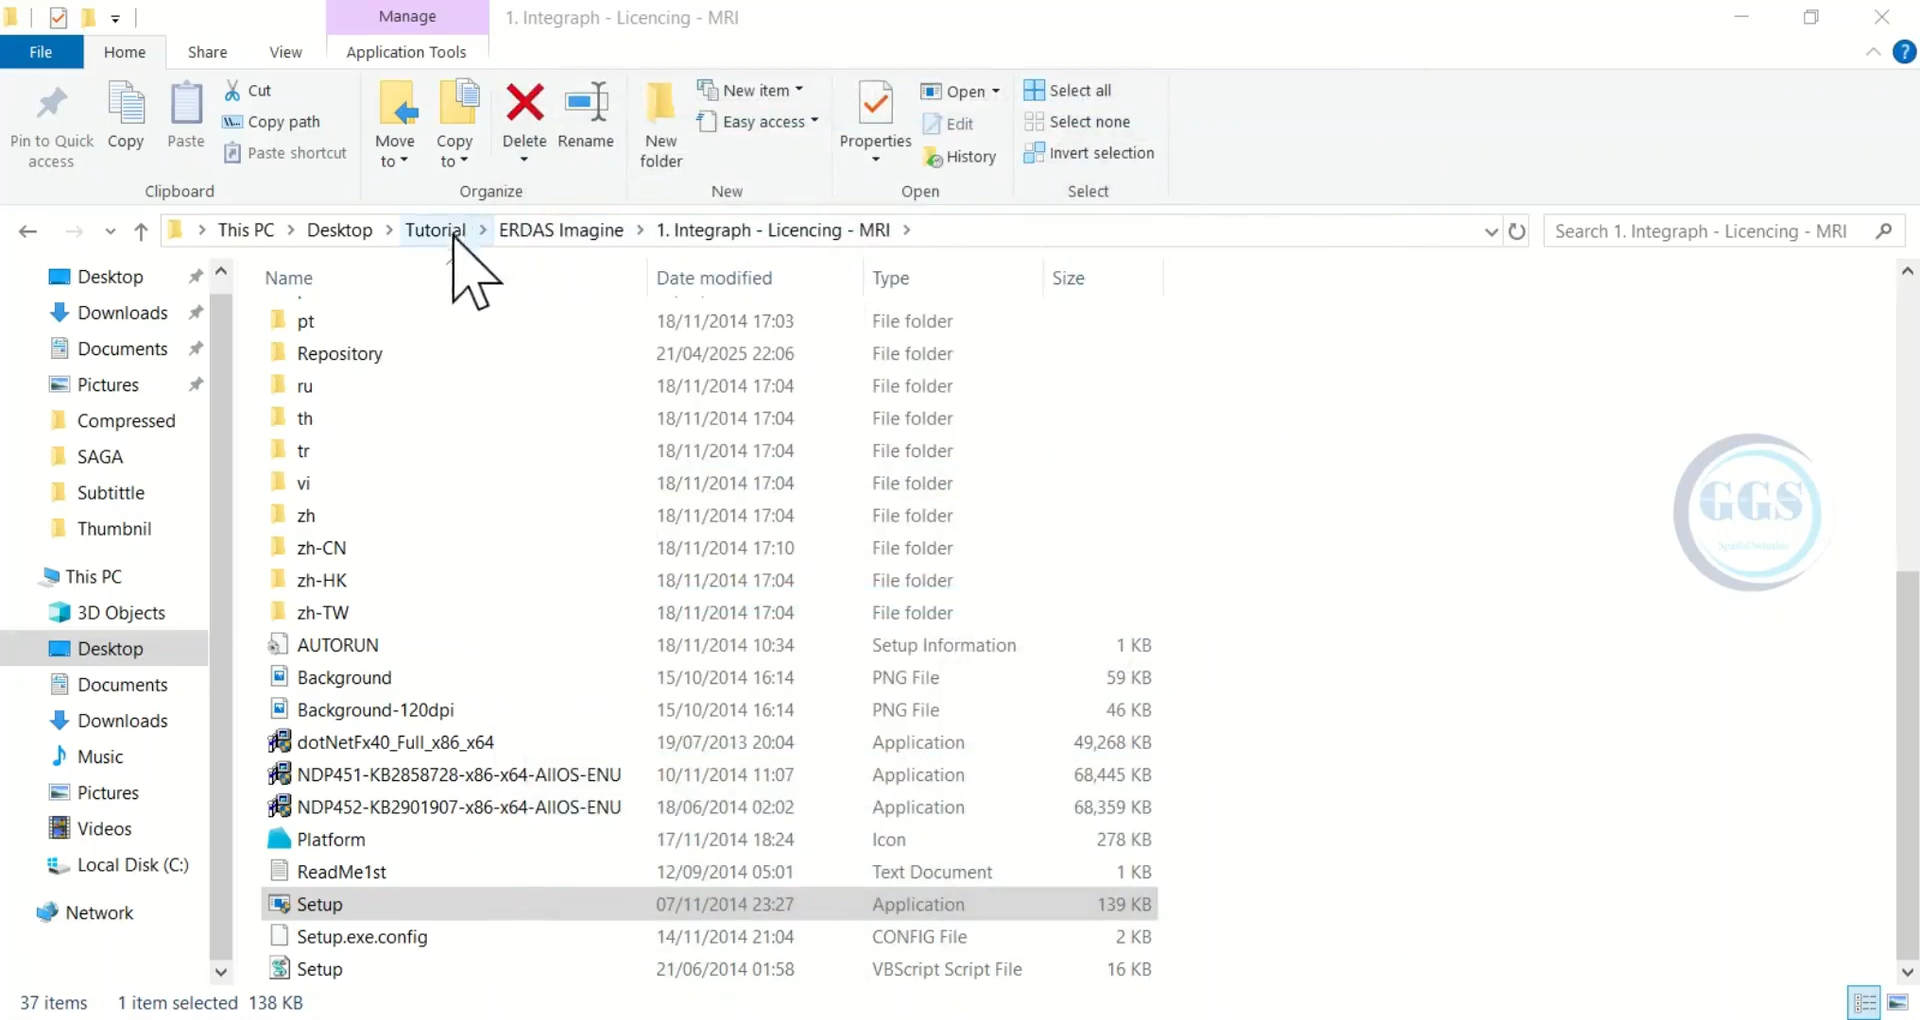 Manage
1. Integraph - Licencing - MRI
File
Home
Share
View
Application Tools
Pin to Quick access
Copy
Paste
Cut
Copy path
Paste shortcut
Clipboard
Move to
Copy to
Delete
Rename
Organize
New folder
New item
Easy access
New
Properties
Open
Edit
History
Open
Select all
Select none
Invert selection
Select
This PC > Desktop > Tutorial > ERDAS Imagine > 1. Integraph - Licencing - MRI >
Search 1. Integraph - Licencing - MRI
Desktop
Downloads
Documents
Pictures
Compressed
SAGA
Subtittle
Thumbnil
This PC
3D Objects
Desktop
Documents
Downloads
Music
Pictures
Videos
Local Disk (C:)
Network
Name Date modified Type Size
pt 18/11/2014 17:03 File folder
Repository 21/04/2025 22:06 File folder
ru 18/11/2014 17:04 File folder
th 18/11/2014 17:04 File folder
tr 18/11/2014 17:04 File folder
vi 18/11/2014 17:04 File folder
zh 18/11/2014 17:04 File folder
zh-CN 18/11/2014 17:10 File folder
zh-HK 18/11/2014 17:04 File folder
zh-TW 18/11/2014 17:04 File folder
AUTORUN 18/11/2014 10:34 Setup Information 1 KB
Background 15/10/2014 16:14 PNG File 59 KB
Background-120dpi 15/10/2014 16:14 PNG File 46 KB
dotNetFx40_Full_x86_x64 19/07/2013 20:04 Application 49,268 KB
NDP451-KB2858728-x86-x64-AllOS-ENU 10/11/2014 11:07 Application 68,445 KB
NDP452-KB2901907-x86-x64-AllOS-ENU 18/06/2014 02:02 Application 68,359 KB
Platform 17/11/2014 18:24 Icon 278 KB
ReadMe1st 12/09/2014 05:01 Text Document 1 KB
Setup 07/11/2014 23:27 Application 139 KB
Setup.exe.config 14/11/2014 21:04 CONFIG File 2 KB
Setup 21/06/2014 01:58 VBScript Script File 16 KB
GGS
37 items 1 item selected 138 KB